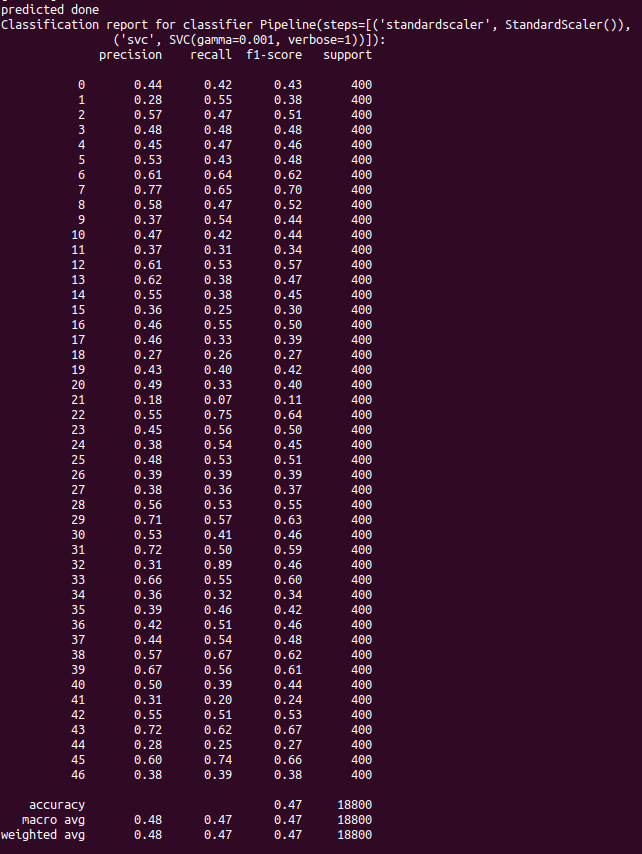 predicted done
Classification report for classifier Pipeline(steps=[('standardscaler', StandardScaler()),
('svc', SVC(gamma=0.001, verbose=1))]):
precision recall f1-score support
0 0.44 0.42 0.43 400
1 0.28 0.55 0.38 400
2 0.57 0.47 0.51 400
3 0.48 0.48 0.48 400
4 0.45 0.47 0.46 400
5 0.53 0.43 0.48 400
6 0.61 0.64 0.62 400
7 0.77 0.65 0.70 400
8 0.58 0.47 0.52 400
9 0.37 0.54 0.44 400
10 0.47 0.42 0.44 400
11 0.37 0.31 0.34 400
12 0.61 0.53 0.57 400
13 0.62 0.38 0.47 400
14 0.55 0.38 0.45 400
15 0.36 0.25 0.30 400
16 0.46 0.55 0.50 400
17 0.46 0.33 0.39 400
18 0.27 0.26 0.27 400
19 0.43 0.40 0.42 400
20 0.49 0.33 0.40 400
21 0.18 0.07 0.11 400
22 0.55 0.75 0.64 400
23 0.45 0.56 0.50 400
24 0.38 0.54 0.45 400
25 0.48 0.53 0.51 400
26 0.39 0.39 0.39 400
27 0.38 0.36 0.37 400
28 0.56 0.53 0.55 400
29 0.71 0.57 0.63 400
30 0.53 0.41 0.46 400
31 0.72 0.50 0.59 400
32 0.31 0.89 0.46 400
33 0.66 0.55 0.60 400
34 0.36 0.32 0.34 400
35 0.39 0.46 0.42 400
36 0.42 0.51 0.46 400
37 0.44 0.54 0.48 400
38 0.57 0.67 0.62 400
39 0.67 0.56 0.61 400
40 0.50 0.39 0.44 400
41 0.31 0.20 0.24 400
42 0.55 0.51 0.53 400
43 0.72 0.62 0.67 400
44 0.28 0.25 0.27 400
45 0.60 0.74 0.66 400
46 0.38 0.39 0.38 400
accuracy 0.47 18800
macro avg 0.48 0.47 0.47 18800
weighted avg 0.48 0.47 0.47 18800